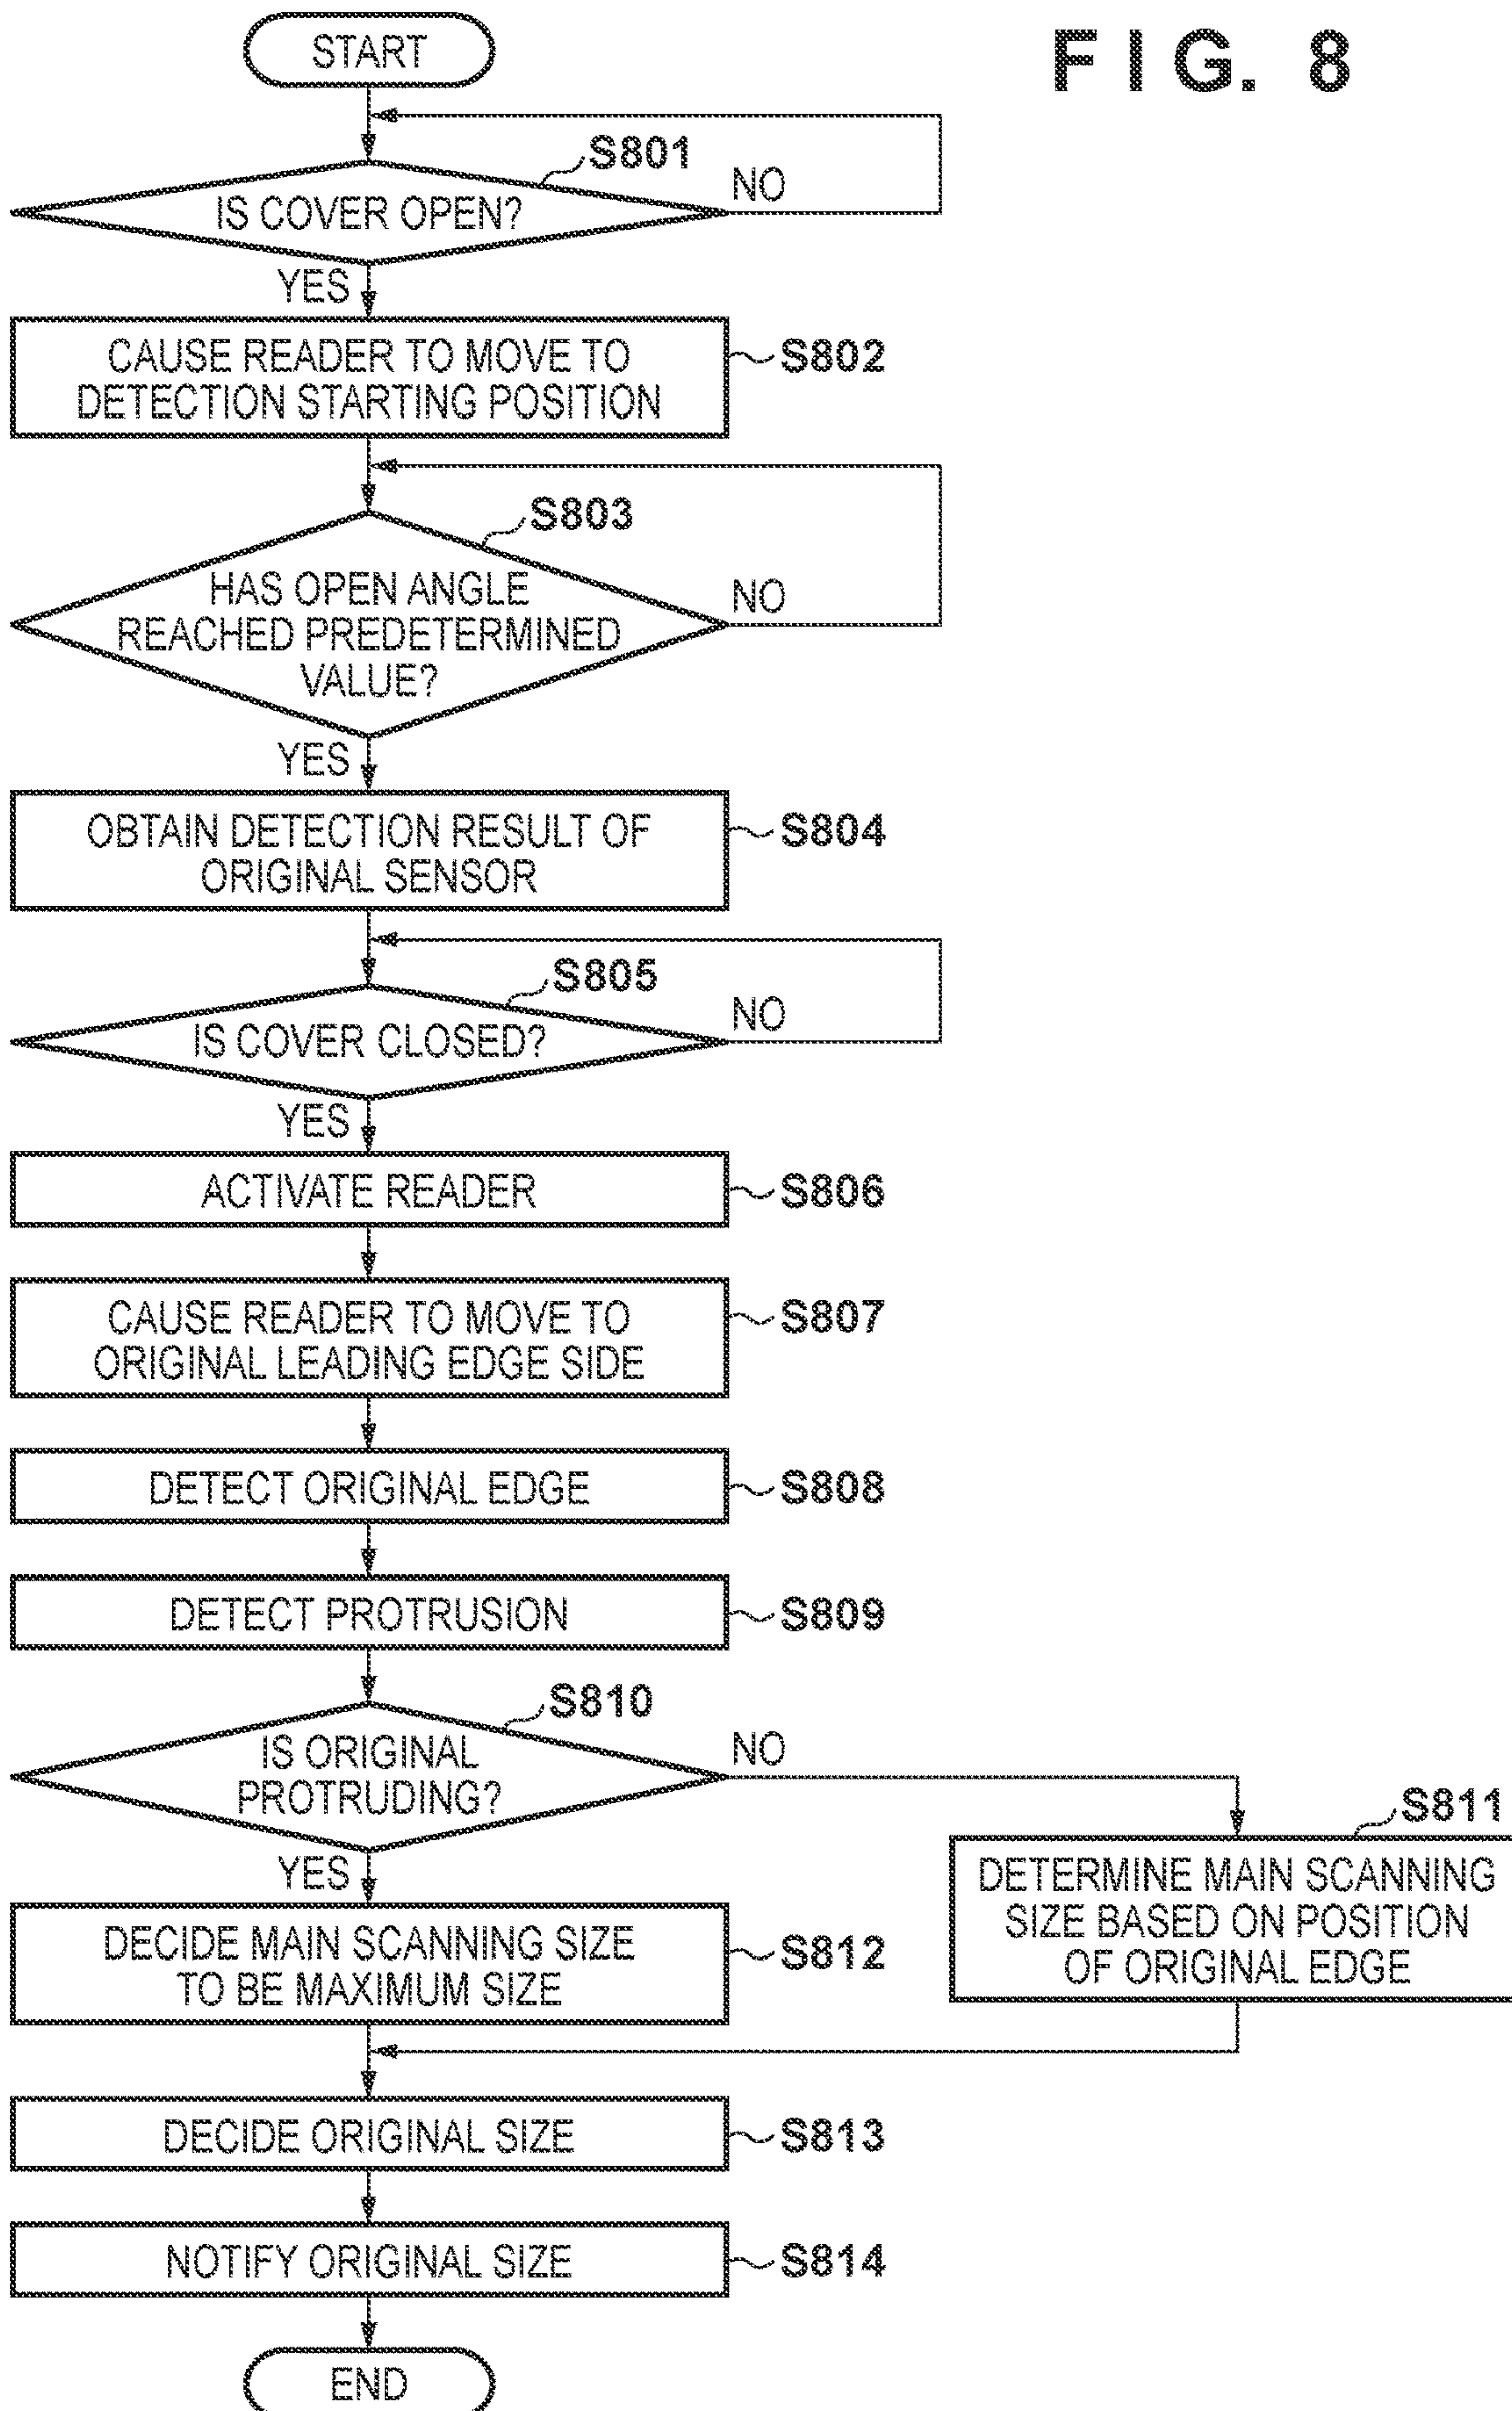 START
FIG. 8
S801
IS COVER OPEN?
NO
YES
CAUSE READER TO MOVE TO
DETECTION STARTING POSITION
S802
S803
HAS OPEN ANGLE
REACHED PREDETERMINED
VALUE?
NO
YES
OBTAIN DETECTION RESULT OF
ORIGINAL SENSOR
S804
S805
IS COVER CLOSED?
NO
YES
ACTIVATE READER
S806
CAUSE READER TO MOVE TO
ORIGINAL LEADING EDGE SIDE
S807
DETECT ORIGINAL EDGE
S808
DETECT PROTRUSION
S809
S810
IS ORIGINAL
PROTRUDING?
NO
YES
S811
DETERMINE MAIN SCANNING
SIZE BASED ON POSITION
OF ORIGINAL EDGE
DECIDE MAIN SCANNING SIZE
TO BE MAXIMUM SIZE
S812
DECIDE ORIGINAL SIZE
S813
NOTIFY ORIGINAL SIZE
S814
END